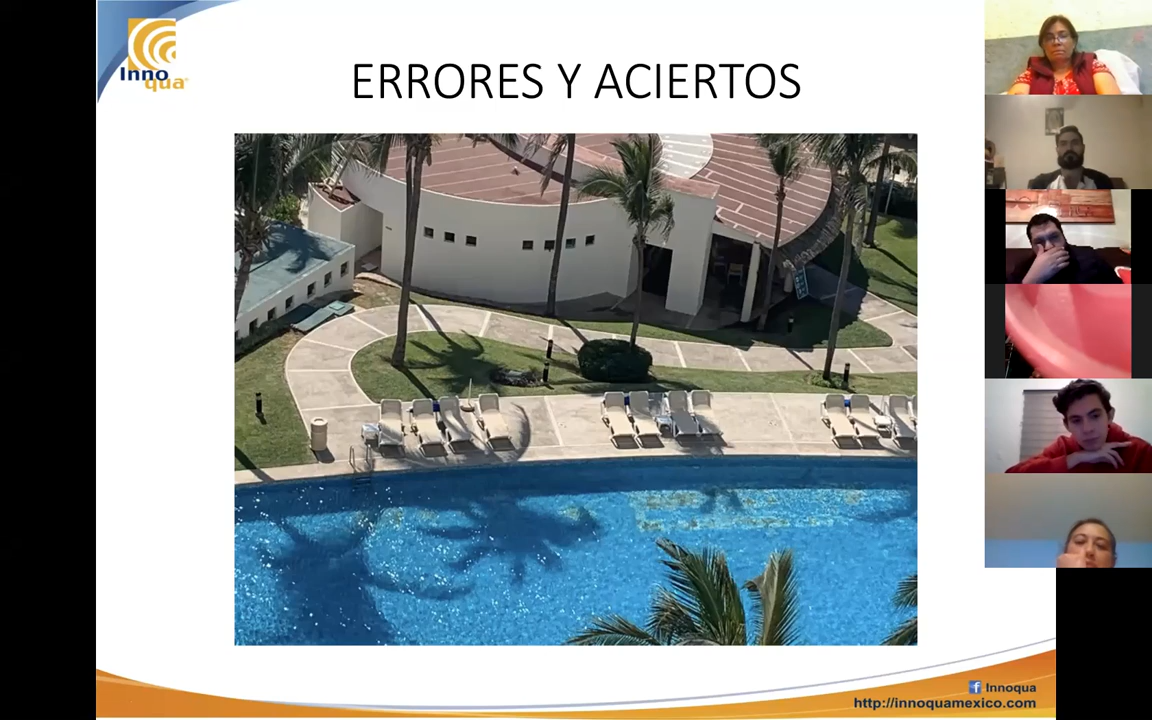 Inno
qua
ERRORES Y ACIERTOS
Innoqua
http://innoquamexico.com